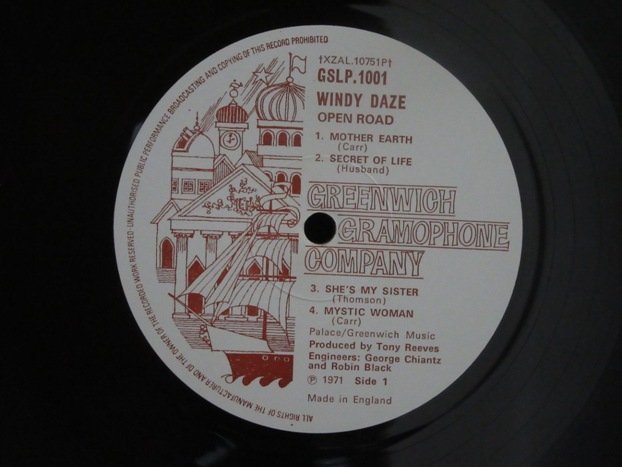 ALL RIGHTS OF THE MANUFACTURER AND OF THE OWNER OF THE RECORDED WORK RESERVED·UNAUTHORISED PUBLIC PERFORMANCE BROADCASTING AND COPYING OF THIS RECORD PROHIBITED
†XZAL.10751P†
GSLP.1001
WINDY DAZE
OPEN ROAD
1. MOTHER EARTH
(Carr)
2. SECRET OF LIFE
(Husband)
GREENWICH
GRAMOPHONE
COMPANY
3. SHE'S MY SISTER
(Thomson)
4. MYSTIC WOMAN
(Carr)
Palace/Greenwich Music
Produced by Tony Reeves
Engineers: George Chiantz
and Robin Black
℗ 1971 Side 1
Made in England